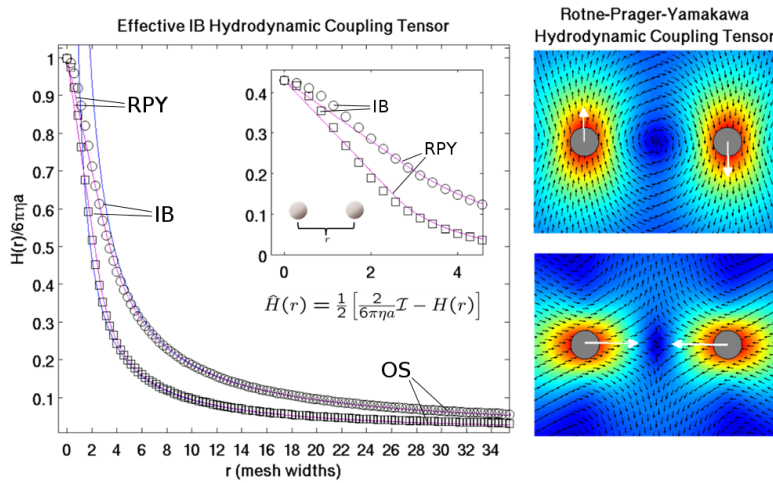 Effective IB Hydrodynamic Coupling Tensor
H(r)/6πηa
1
0.9
0.8
0.7
0.6
0.5
0.4
0.3
0.2
0.1
RPY
IB
OS
0 2 4 6 8 10 12 14 16 18 20 22 24 26 28 30 32 34
r (mesh widths)
0.4
0.3
0.2
0.1
0
0 2 4
IB
RPY
r
Ĥ(r) = 1/2 [ 2/6πηa 𝓘 − H(r) ]
Rotne-Prager-Yamakawa
Hydrodynamic Coupling Tensor